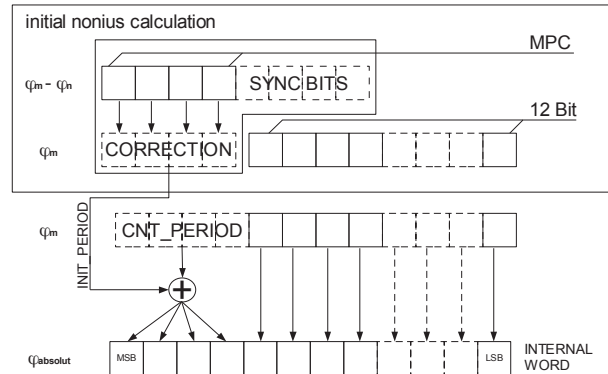 initial nonius calculation
MPC
φm - φn
SYNC BITS
12 Bit
φm
CORRECTION
INIT_PERIOD
φm
CNT_PERIOD
+
φabsolut
MSB
LSB
INTERNAL
WORD